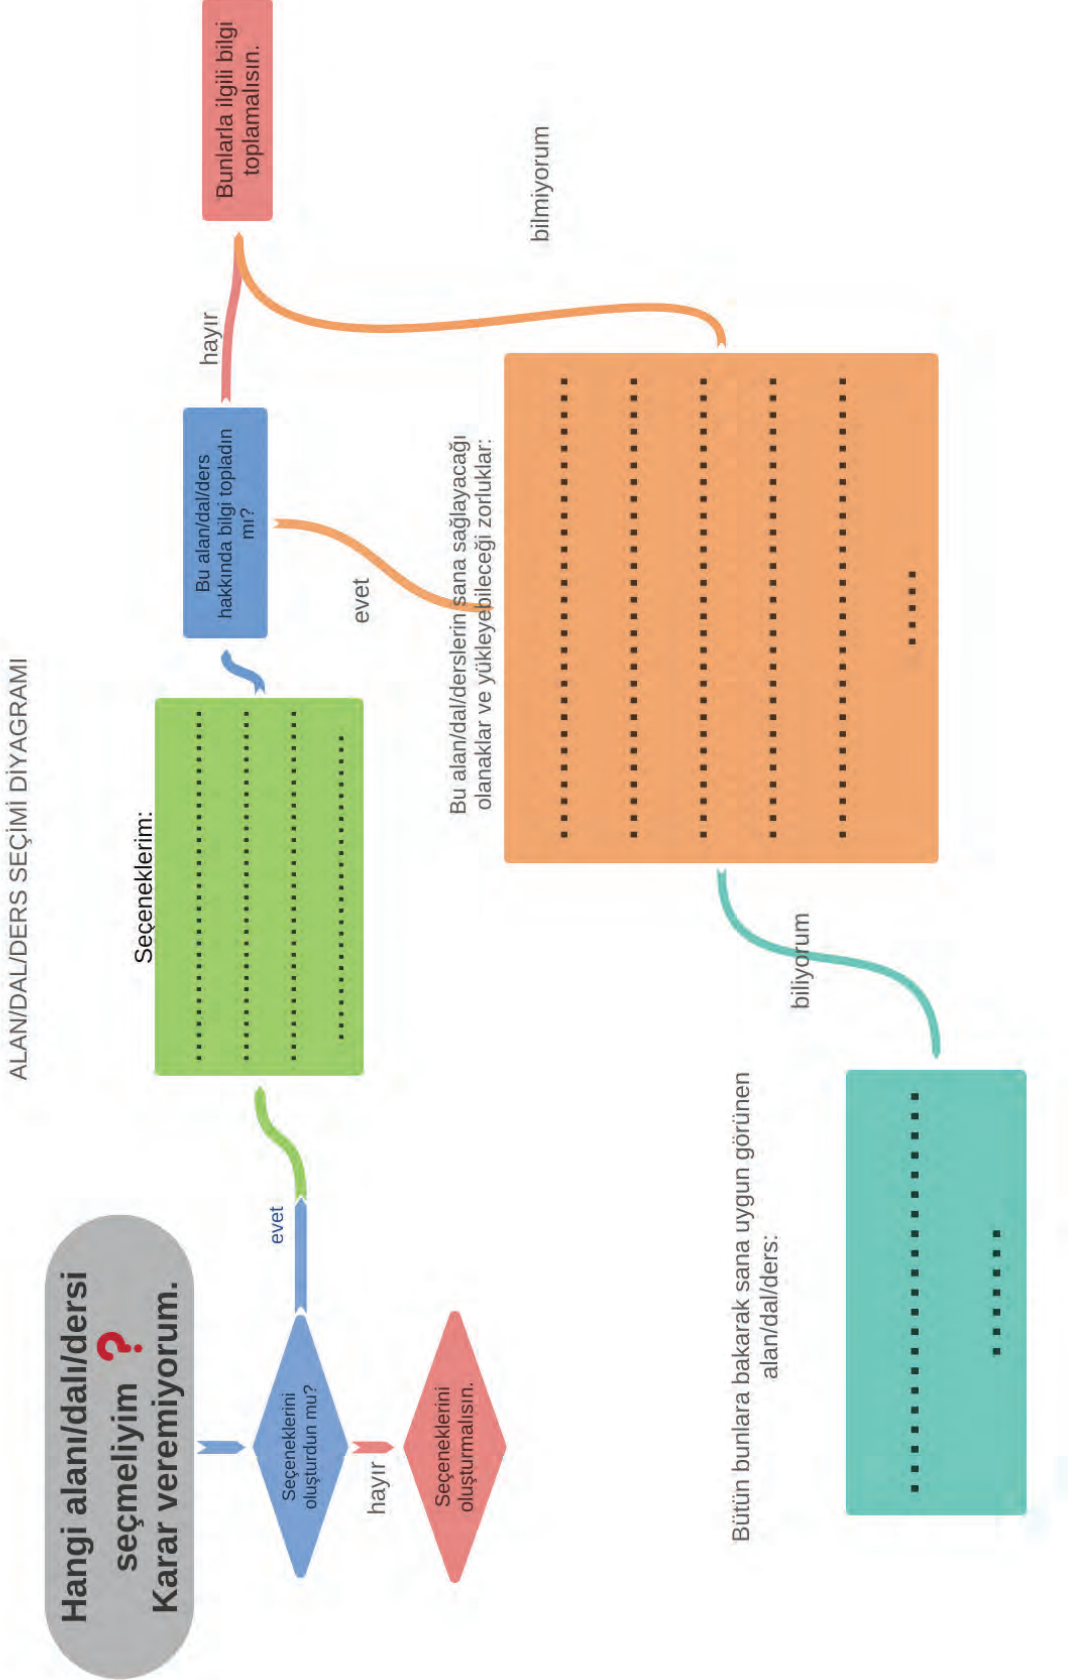 ALAN/DAL/DERS SEÇİMİ DİYAGRAMI
Hangi alanı/dalı/dersi
seçmeliyim ?
Karar veremiyorum.
Seçeneklerini
oluşturdun mu?
evet
hayır
Seçeneklerini
oluşturmalısın.
Seçeneklerim:
Bu alan/dal/ders
hakkında bilgi topladın
mı?
hayır
Bunlarla ilgili bilgi
toplamalısın.
evet
Bu alan/dal/derslerin sana sağlayacağı
olanaklar ve yükleyebileceği zorluklar:
bilmiyorum
biliyorum
Bütün bunlara bakarak sana uygun görünen
alan/dal/ders: